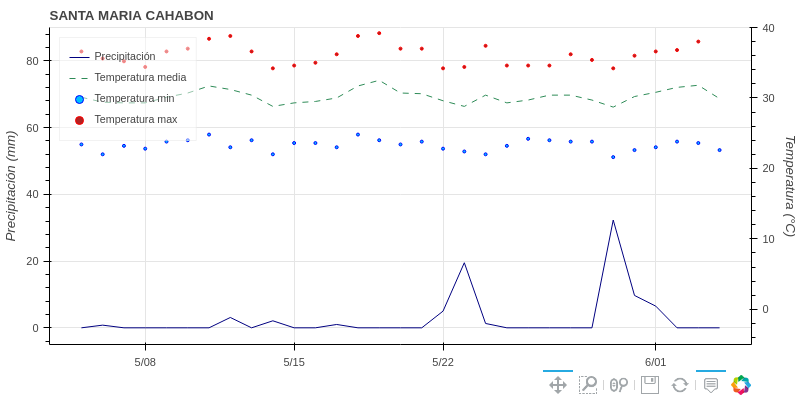 SANTA MARIA CAHABON
Precipitación
Temperatura media
Temperatura min
Temperatura max
80
60
40
20
0
Precipitación (mm)
40
30
20
10
0
Temperatura (°C)
5/08
5/15
5/22
6/01